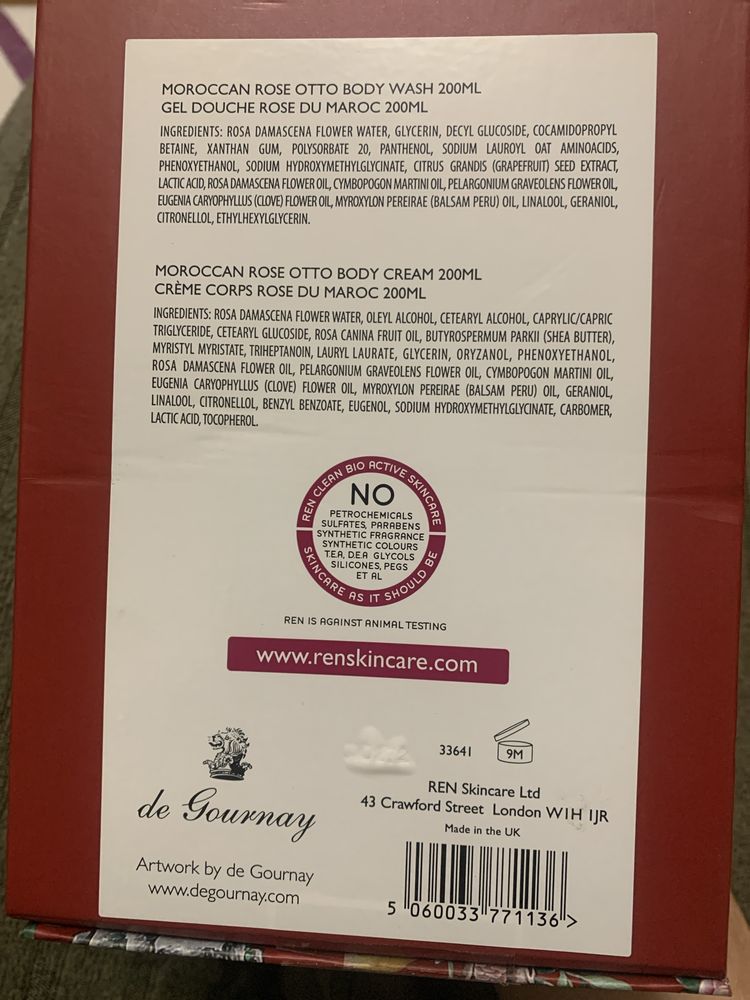 MOROCCAN ROSE OTTO BODY WASH 200ML
GEL DOUCHE ROSE DU MAROC 200ML
INGREDIENTS: ROSA DAMASCENA FLOWER WATER, GLYCERIN, DECYL GLUCOSIDE, COCAMIDOPROPYL
BETAINE, XANTHAN GUM, POLYSORBATE 20, PANTHENOL, SODIUM LAUROYL OAT AMINOACIDS,
PHENOXYETHANOL, SODIUM HYDROXYMETHYLGLYCINATE, CITRUS GRANDIS (GRAPEFRUIT) SEED EXTRACT,
LACTIC ACID, ROSA DAMASCENA FLOWER OIL, CYMBOPOGON MARTINI OIL, PELARGONIUM GRAVEOLENS FLOWER OIL,
EUGENIA CARYOPHYLLUS (CLOVE) FLOWER OIL, MYROXYLON PEREIRAE (BALSAM PERU) OIL, LINALOOL, GERANIOL,
CITRONELLOL, ETHYLHEXYLGLYCERIN.
MOROCCAN ROSE OTTO BODY CREAM 200ML
CRÈME CORPS ROSE DU MAROC 200ML
INGREDIENTS: ROSA DAMASCENA FLOWER WATER, OLEYL ALCOHOL, CETEARYL ALCOHOL, CAPRYLIC/CAPRIC
TRIGLYCERIDE, CETEARYL GLUCOSIDE, ROSA CANINA FRUIT OIL, BUTYROSPERMUM PARKII (SHEA BUTTER),
MYRISTYL MYRISTATE, TRIHEPTANOIN, LAURYL LAURATE, GLYCERIN, ORYZANOL, PHENOXYETHANOL,
ROSA DAMASCENA FLOWER OIL, PELARGONIUM GRAVEOLENS FLOWER OIL, CYMBOPOGON MARTINI OIL,
EUGENIA CARYOPHYLLUS (CLOVE) FLOWER OIL, MYROXYLON PEREIRAE (BALSAM PERU) OIL, GERANIOL,
LINALOOL, CITRONELLOL, BENZYL BENZOATE, EUGENOL, SODIUM HYDROXYMETHYLGLYCINATE, CARBOMER,
LACTIC ACID, TOCOPHEROL.
REN CLEAN BIO ACTIVE SKINCARE
NO
PETROCHEMICALS
SULFATES, PARABENS
SYNTHETIC FRAGRANCE
SYNTHETIC COLOURS
T.E.A, D.E.A GLYCOLS
SILICONES, PEGS
ET AL
SKINCARE AS IT SHOULD BE
REN IS AGAINST ANIMAL TESTING
www.renskincare.com
33641
9M
de Gournay
REN Skincare Ltd
43 Crawford Street London W1H 1JR
Made in the UK
Artwork by de Gournay
www.degournay.com
5 060033 771136 >